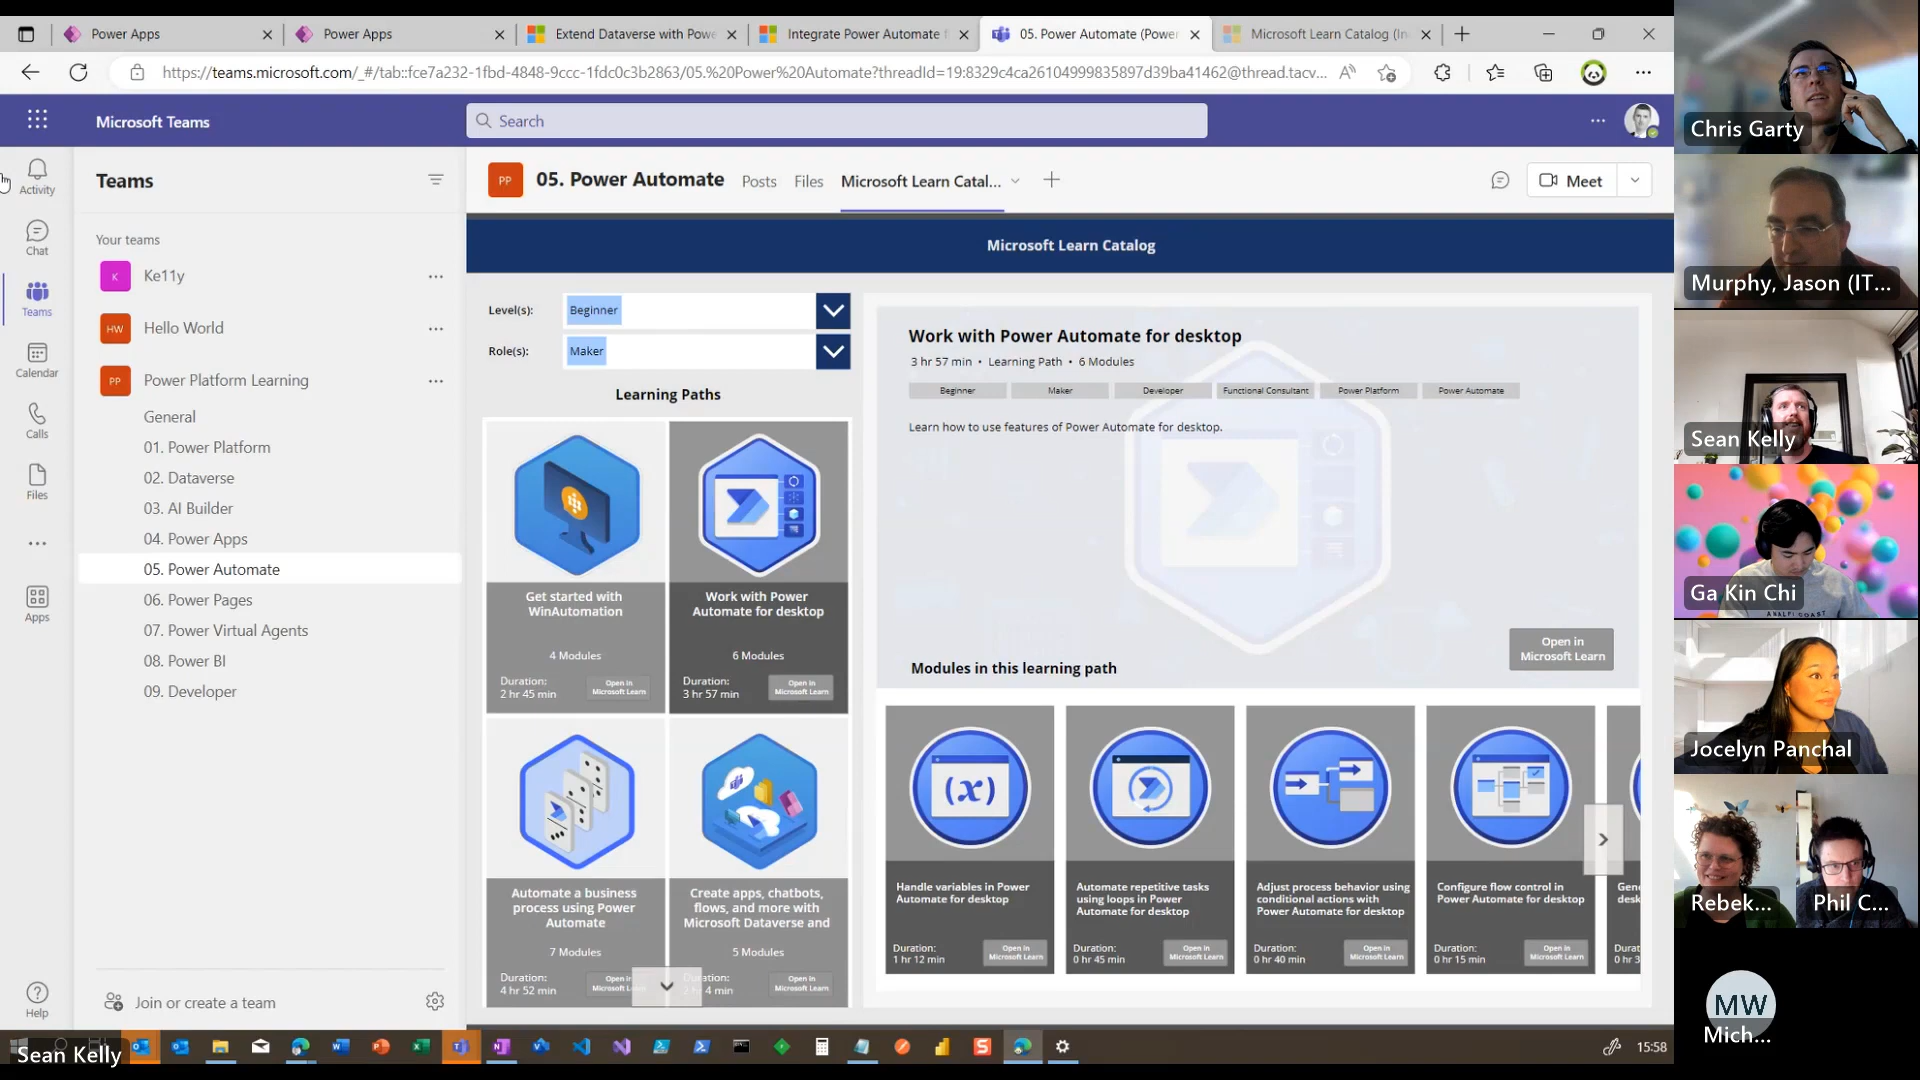 Power Apps
Power Apps
Extend Dataverse with Powe
Integrate Power Automate
05. Power Automate (Power
Microsoft Learn Catalog (In
https://teams.microsoft.com/_#/tab::fce7a232-1fbd-4848-9ccc-1fdc0c3b2863/05.%20Power%20Automate?threadId=19:8329c4ca26104999835897d39ba41462@thread.tacv...
Microsoft Teams
Search
Activity
Chat
Teams
Calendar
Calls
Files
Apps
Help
Teams
Your teams
K
Ke11y
HW
Hello World
PP
Power Platform Learning
General
01. Power Platform
02. Dataverse
03. AI Builder
04. Power Apps
05. Power Automate
06. Power Pages
07. Power Virtual Agents
08. Power BI
09. Developer
Join or create a team
PP
05. Power Automate
Posts
Files
Microsoft Learn Catal...
Meet
Microsoft Learn Catalog
Level(s):
Beginner
Role(s):
Maker
Learning Paths
Get started with
WinAutomation
4 Modules
Duration:
2 hr 45 min
Open in
Microsoft Learn
Work with Power
Automate for desktop
6 Modules
Duration:
3 hr 57 min
Open in
Microsoft Learn
Automate a business
process using Power
Automate
7 Modules
Duration:
4 hr 52 min
Create apps, chatbots,
flows, and more with
Microsoft Dataverse and
5 Modules
Open in
Microsoft Learn
Work with Power Automate for desktop
3 hr 57 min • Learning Path • 6 Modules
Beginner
Maker
Developer
Functional Consultant
Power Platform
Power Automate
Learn how to use features of Power Automate for desktop.
Open in
Microsoft Learn
Modules in this learning path
(x)
Handle variables in Power
Automate for desktop
Duration:
1 hr 12 min
Open in
Microsoft Learn
Automate repetitive tasks
using loops in Power
Automate for desktop
Duration:
0 hr 45 min
Open in
Microsoft Learn
Adjust process behavior using
conditional actions with
Power Automate for desktop
Duration:
0 hr 40 min
Open in
Microsoft Learn
Configure flow control in
Power Automate for desktop
Duration:
0 hr 15 min
Open in
Microsoft Learn
Sean Kelly
15:58
Chris Garty
Murphy, Jason (IT...
Sean Kelly
Ga Kin Chi
Jocelyn Panchal
Rebek...
Phil C...
MW
Mich...